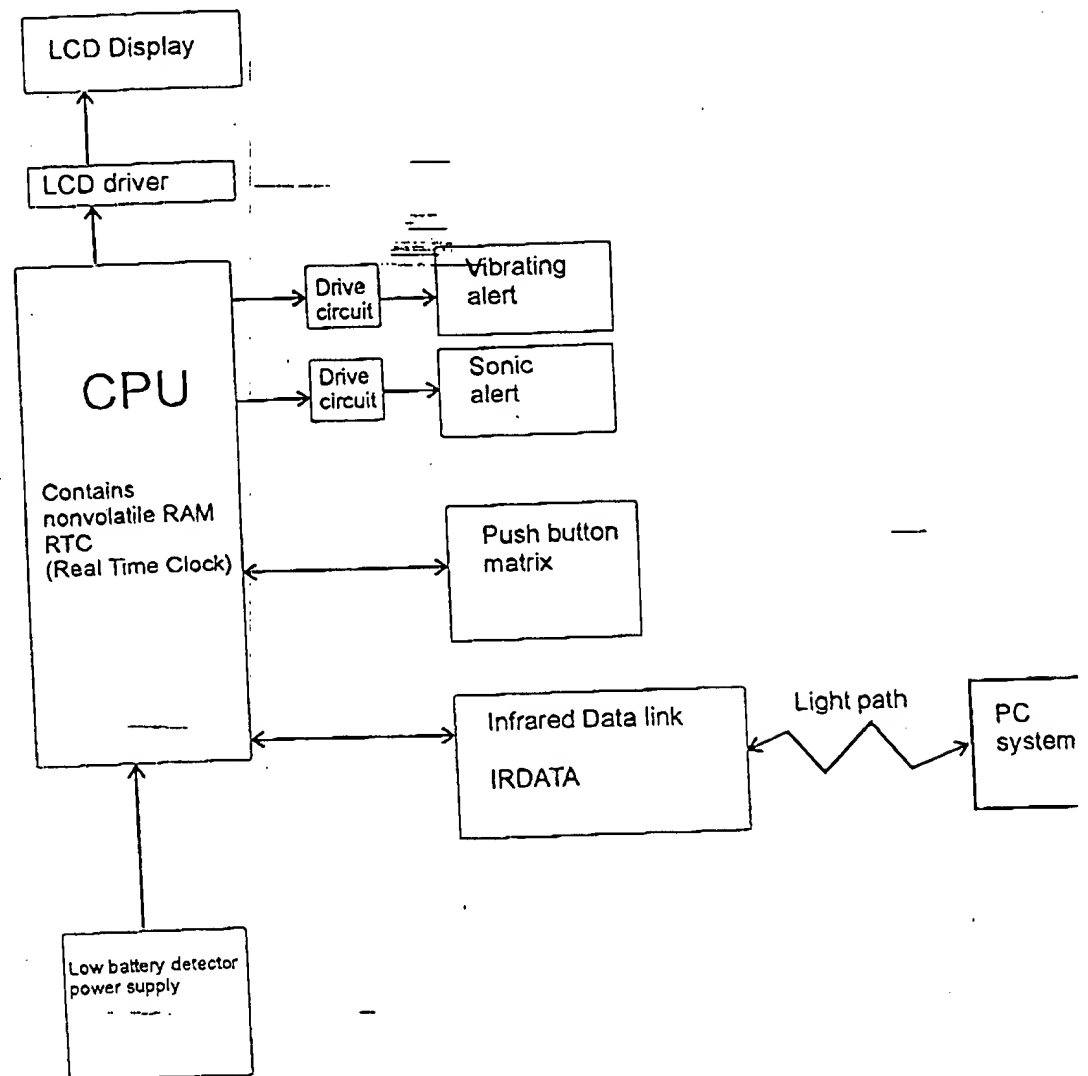 LCD Display
LCD driver
Drive
circuit
Vibrating
alert
CPU
Drive
circuit
Sonic
alert
Contains
nonvolatile RAM
RTC
(Real Time Clock)
Push button
matrix
Infrared Data link
IRDATA
Light path
PC
system
Low battery detector
power supply